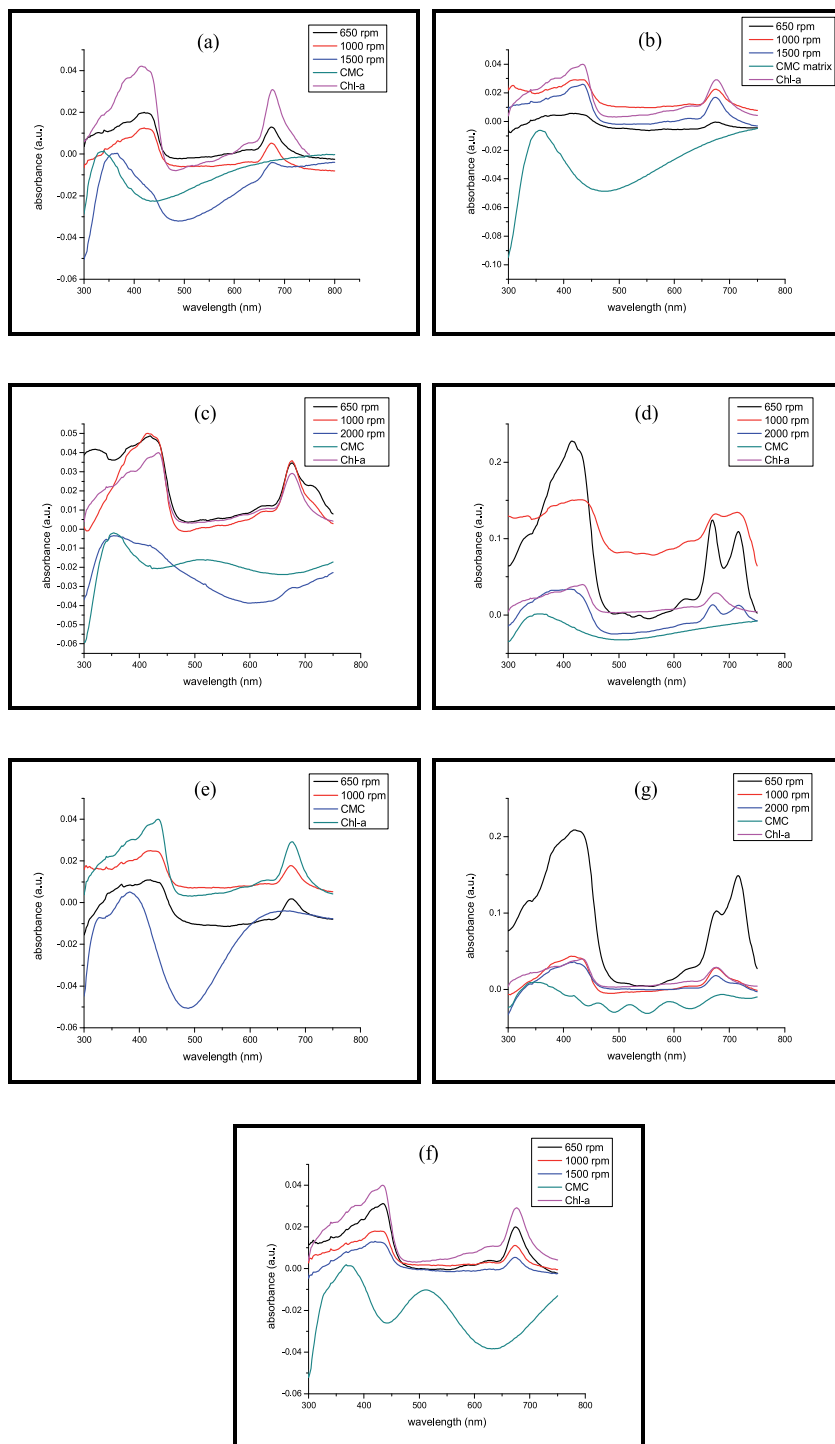 (a)
650 rpm
1000 rpm
1500 rpm
CMC
Chl-a
0.04
0.02
0.00
-0.02
-0.04
-0.06
absorbance (a.u.)
300 400 500 600 700 800
wavelength (nm)
(b)
650 rpm
1000 rpm
1500 rpm
CMC matrix
Chl-a
0.06
0.04
0.02
0.00
-0.02
-0.04
-0.06
-0.08
-0.10
absorbance (a.u.)
300 400 500 600 700 800
wavelength (nm)
(c)
650 rpm
1000 rpm
2000 rpm
CMC
Chl-a
0.05
0.04
0.03
0.02
0.01
0.00
-0.01
-0.02
-0.03
-0.04
-0.05
-0.06
absorbance (a.u.)
300 400 500 600 700 800
wavelength (nm)
(d)
650 rpm
1000 rpm
2000 rpm
CMC
Chl-a
0.2
0.1
0.0
absorbance (a.u.)
300 400 500 600 700 800
wavelength (nm)
(e)
650 rpm
1000 rpm
CMC
Chl-a
0.04
0.02
0.00
-0.02
-0.04
-0.06
absorbance (a.u.)
300 400 500 600 700 800
wavelength (nm)
(g)
650 rpm
1000 rpm
2000 rpm
CMC
Chl-a
0.2
0.1
0.0
absorbance (a.u.)
300 400 500 600 700 800
wavelength (nm)
(f)
650 rpm
1000 rpm
1500 rpm
CMC
Chl-a
0.04
0.02
0.00
-0.02
-0.04
-0.06
absorbance (a.u.)
300 400 500 600 700 800
wavelength (nm)